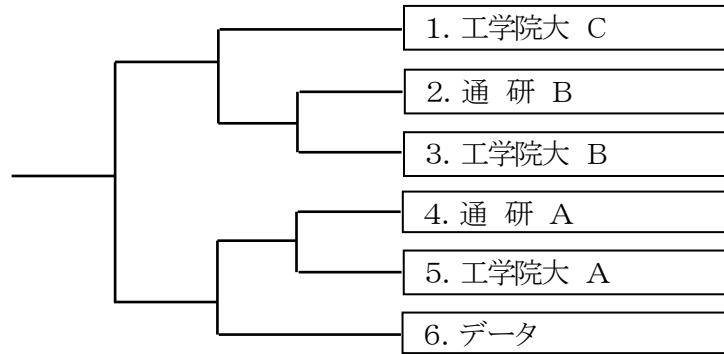 1. 工学院大 C
2. 通 研 B
3. 工学院大 B
4. 通 研 A
5. 工学院大 A
6. データ